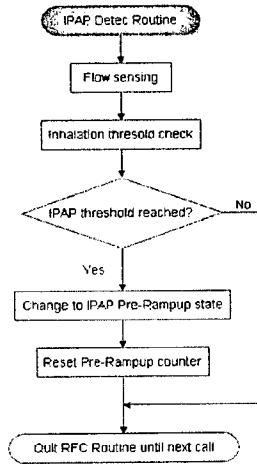 IPAP Detec Routine
Flow sensing
Inhalation thresold check
IPAP threshold reached?
No
Yes
Change to IPAP Pre-Rampup state
Reset Pre-Rampup counter
Quit RFC Routine until next call